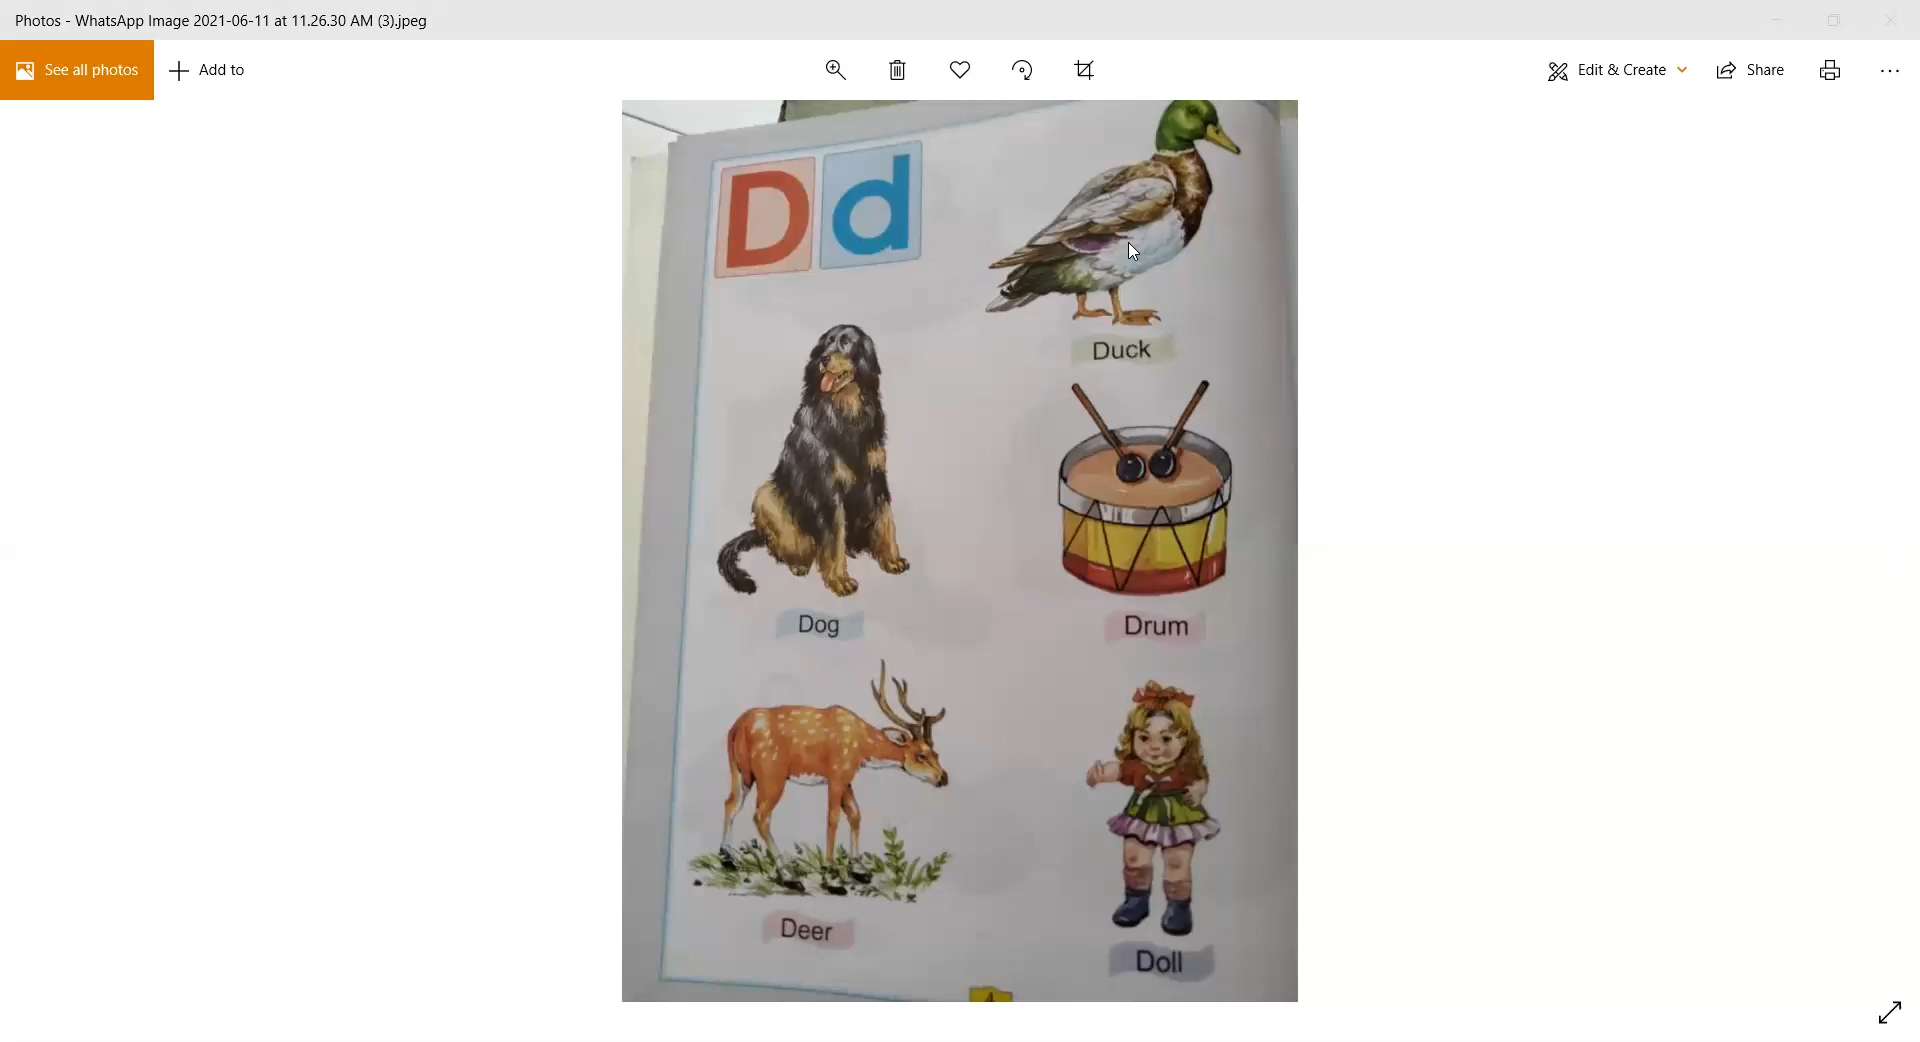 Photos - WhatsApp Image 2021-06-11 at 11.26.30 AM (3).jpeg
See all photos
Add to
Edit & Create
Share
D d
Duck
Dog
Drum
Deer
Doll
4